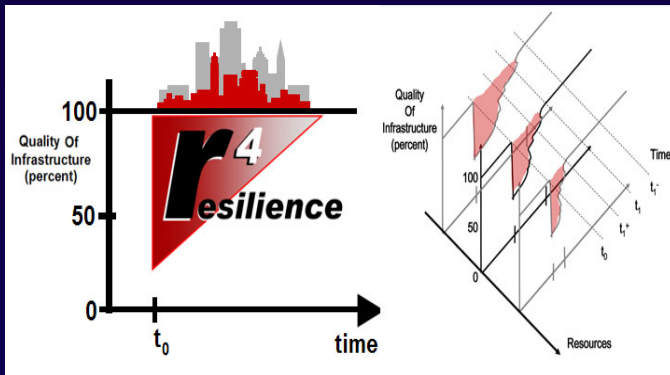 100
Quality Of
Infrastructure
(percent)
50
0
t0
time
r4
esilience
Quality of
Infrastructure
(percent)
100
50
0
Time
t1-
t1
t1+
t0
Resources